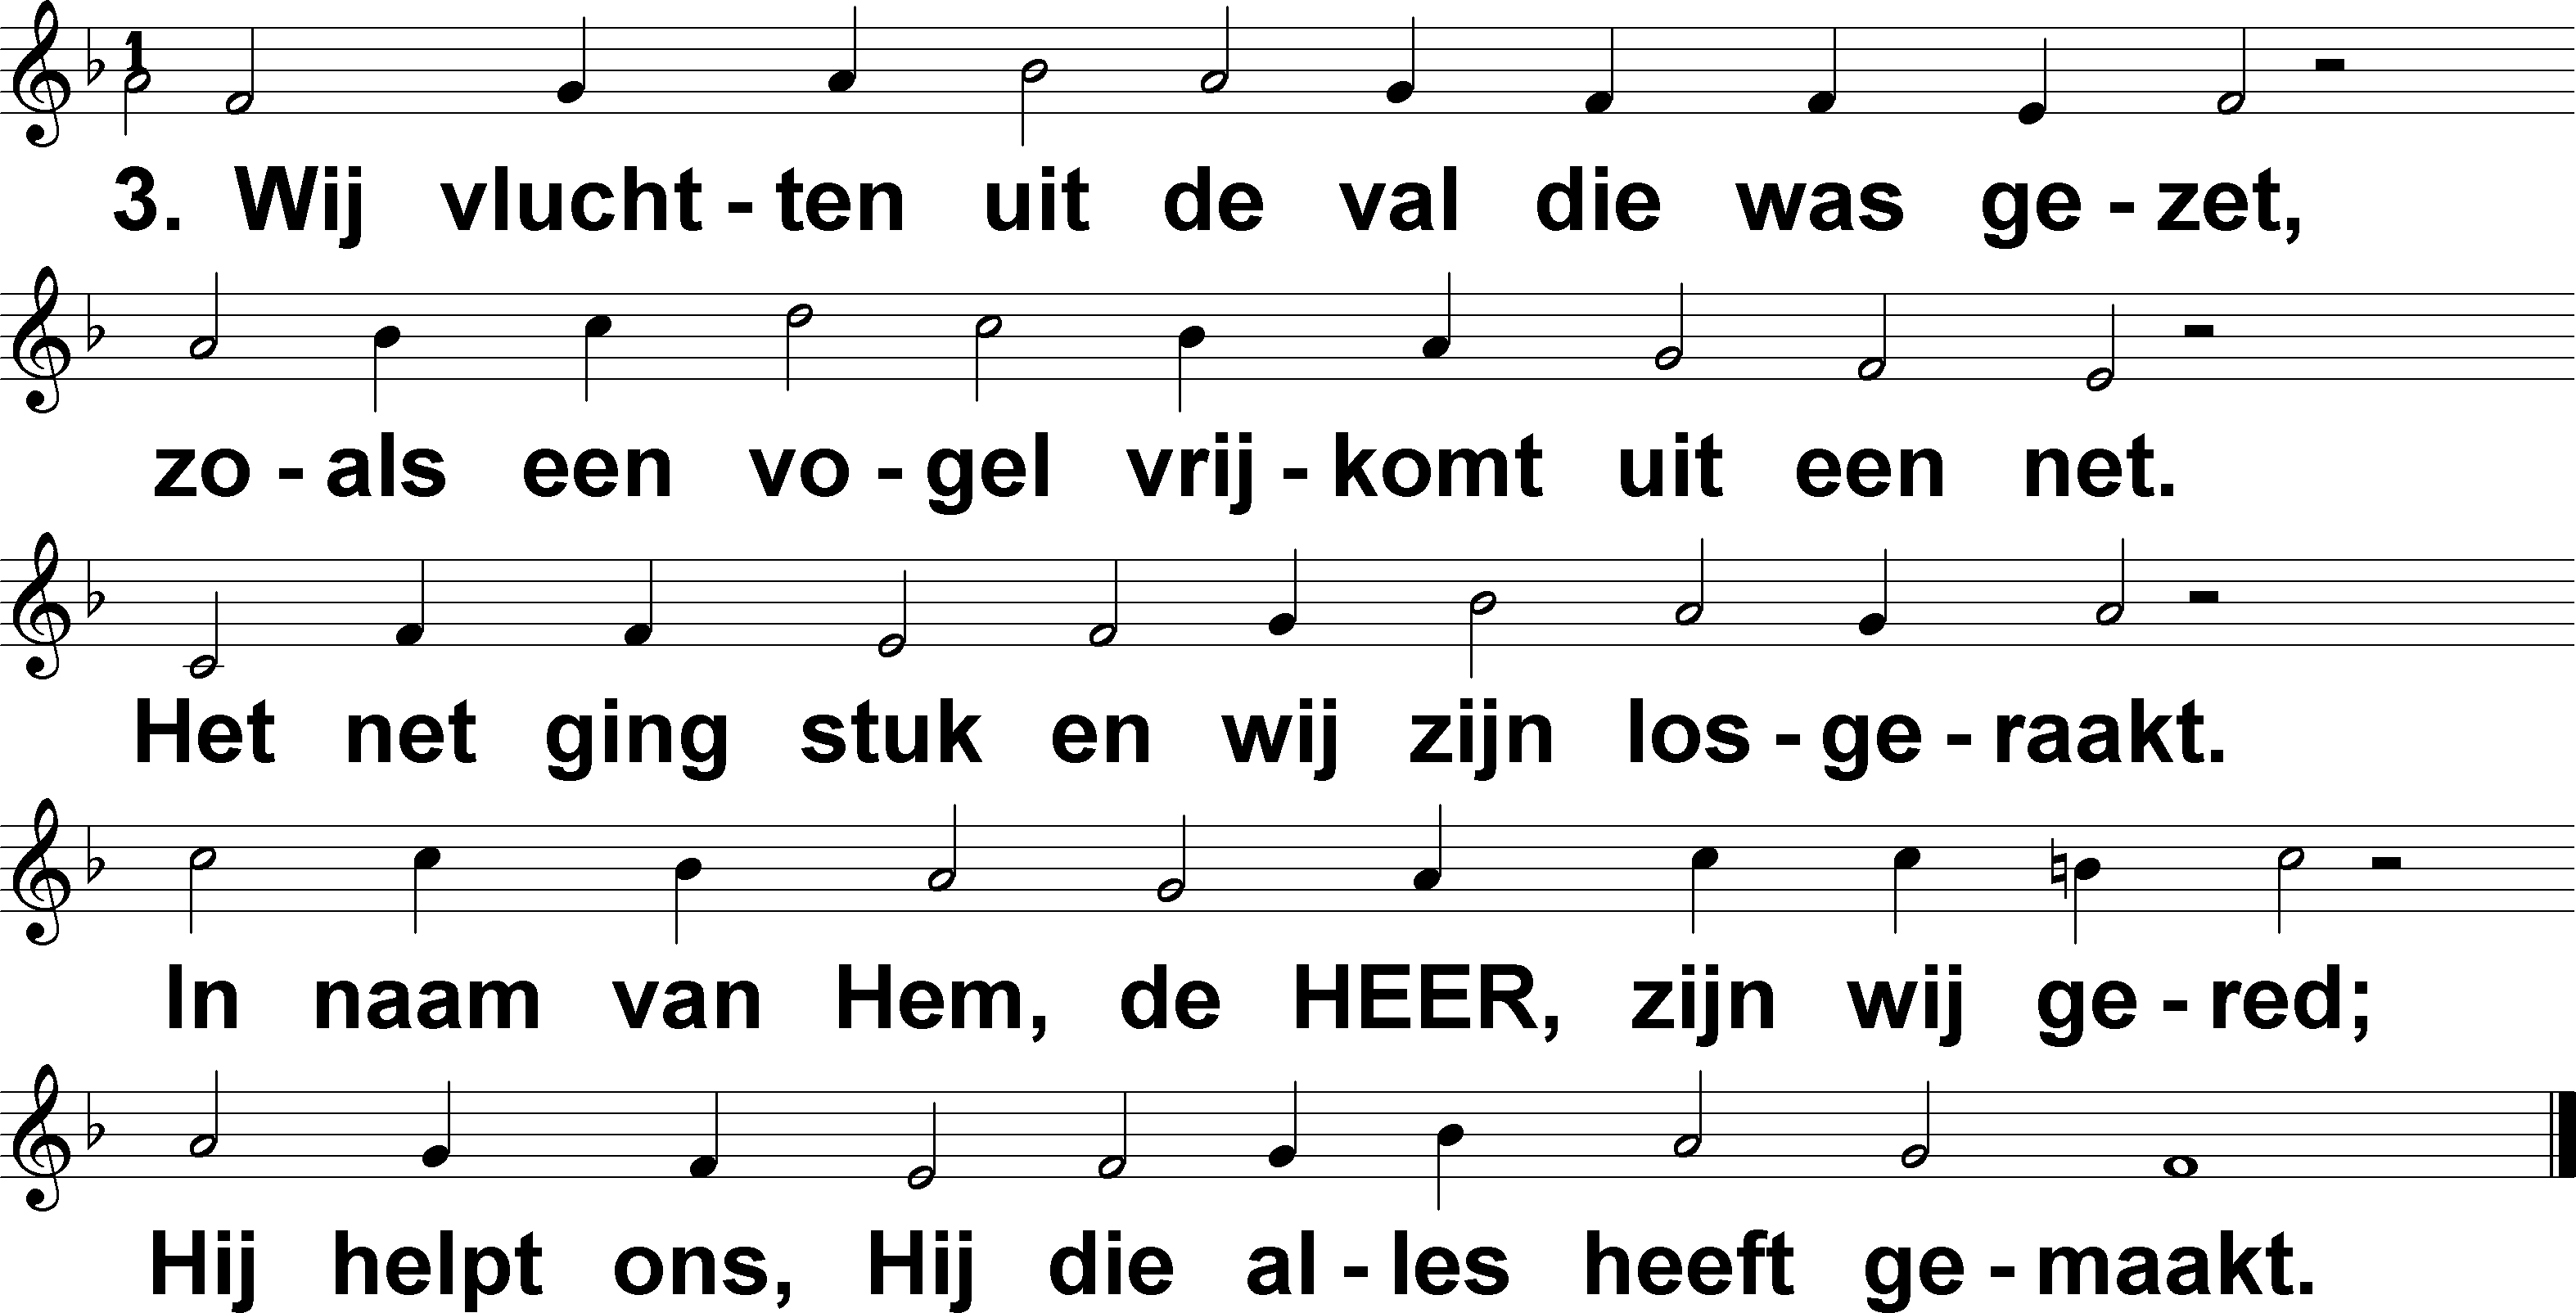 1
3. Wij vlucht - ten uit de val die was ge - zet,
zo - als een vo - gel vrij - komt uit een net.
Het net ging stuk en wij zijn los - ge - raakt.
In naam van Hem, de HEER, zijn wij ge - red;
Hij helpt ons, Hij die al - les heeft ge - maakt.